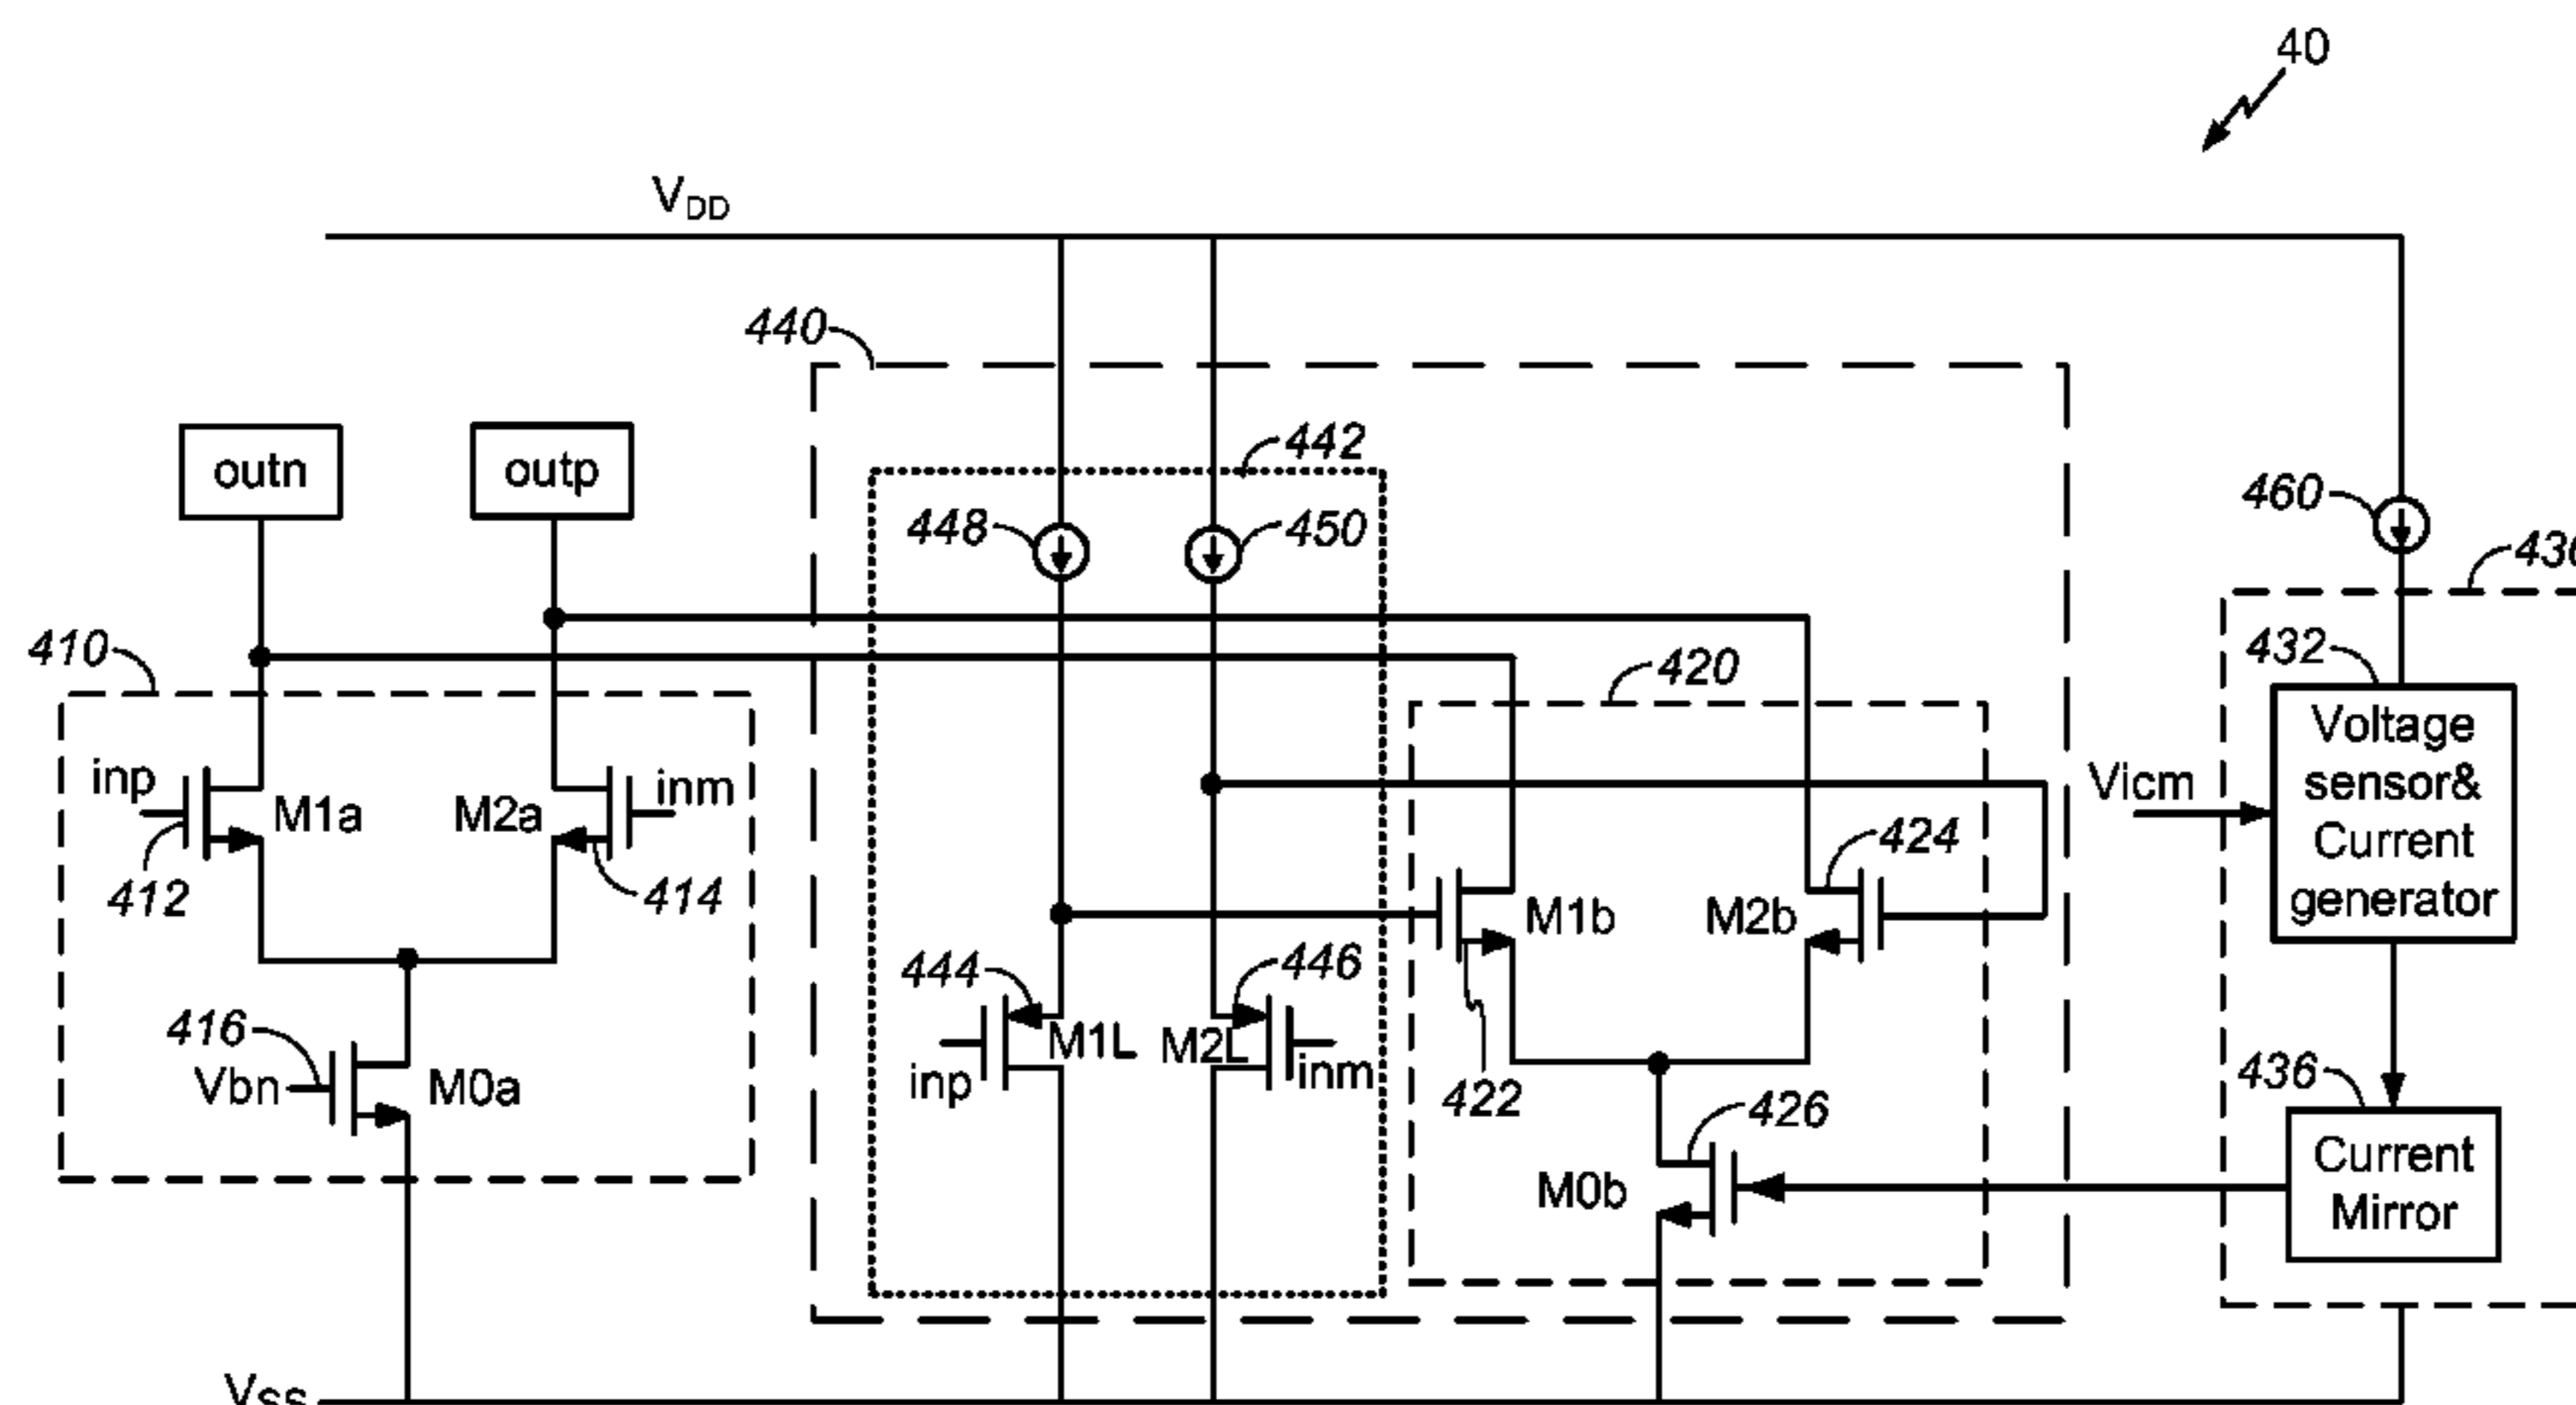 40
VDD
440
442
outn
outp
448
450
460
432
410
420
Voltage
sensor&
Current
generator
inp
M1a
M2a
inm
Vicm
412
414
424
M1b
M2b
444
446
416
Vbn
M0a
M1L
M2L
inp
inm
422
426
436
M0b
Current
Mirror
Vss